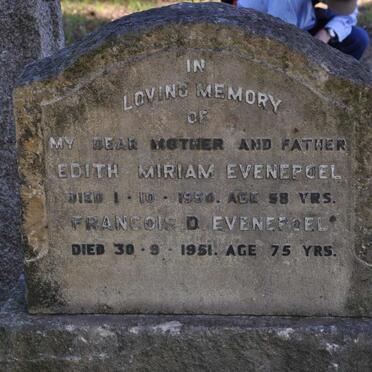 IN
LOVING MEMORY
OF
MY DEAR MOTHER AND FATHER
EDITH MIRIAM EVENEPOEL
DIED 1 · 10 · AGE 58 YRS.
FRANCOIS D. EVENEPOEL
DIED 30 · 9 · 1951. AGE 75 YRS.